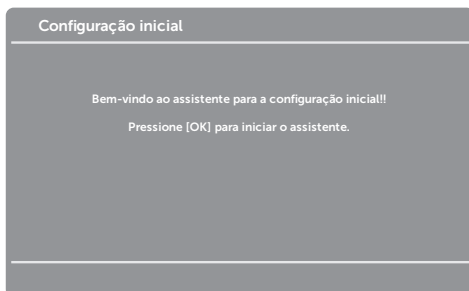 Configuração inicial
Bem-vindo ao assistente para a configuração inicial!!
Pressione [OK] para iniciar o assistente.